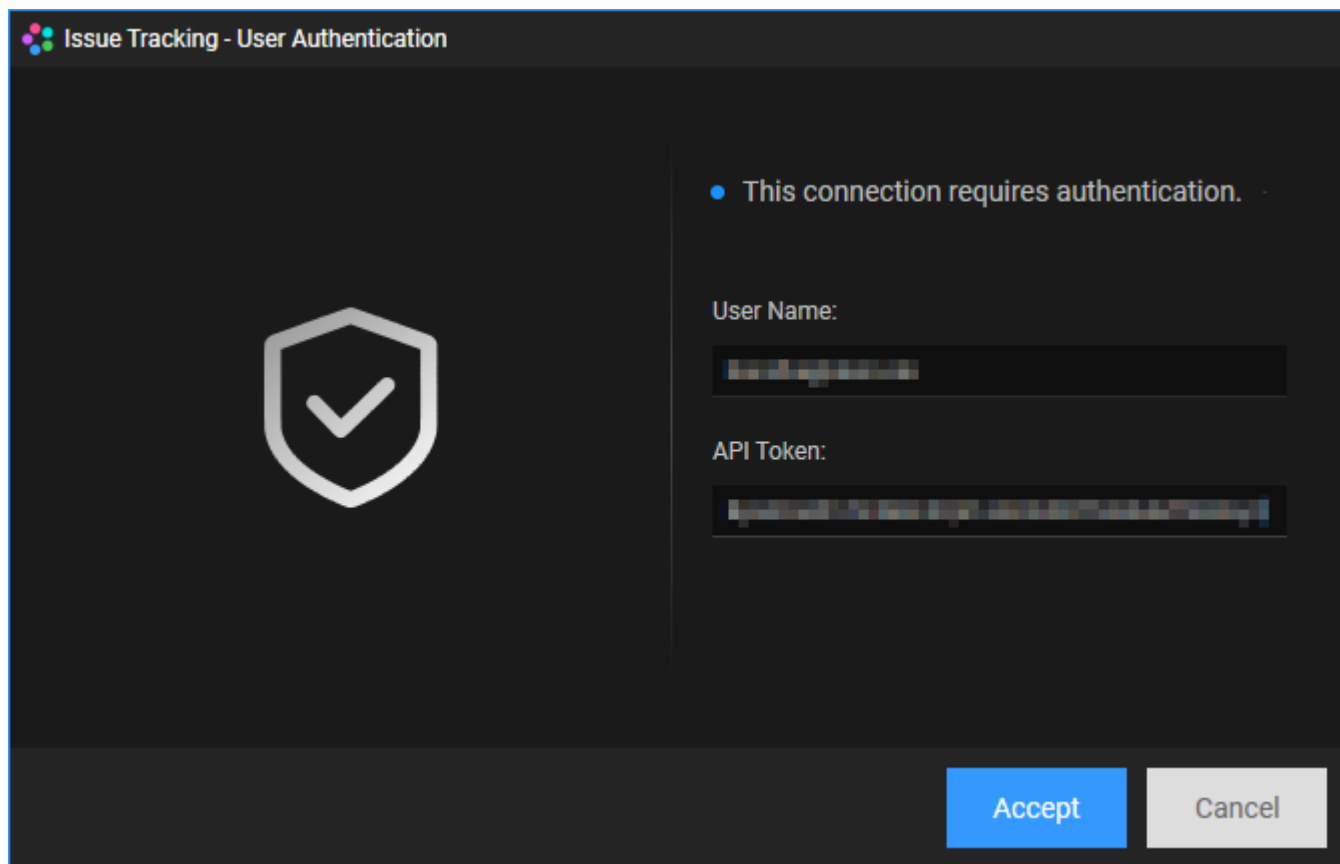 Issue Tracking - User Authentication
This connection requires authentication.
User Name:
API Token:
Accept
Cancel